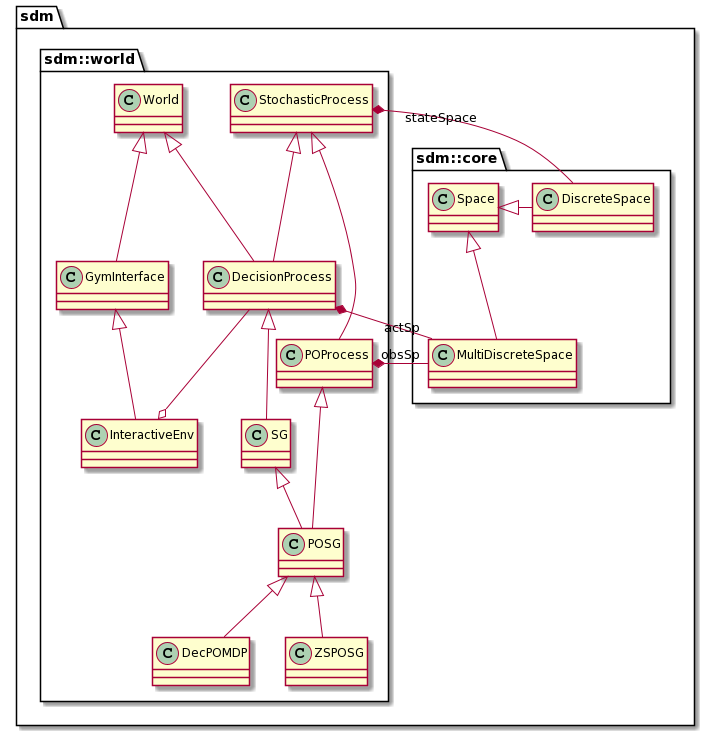 sdm
sdm::world
C World
C StochasticProcess
stateSpace
sdm::core
C Space
C DiscreteSpace
C GymInterface
C DecisionProcess
actSp
C POProcess
obsSp
C MultiDiscreteSpace
C InteractiveEnv
C SG
C POSG
C DecPOMDP
C ZSPOSG